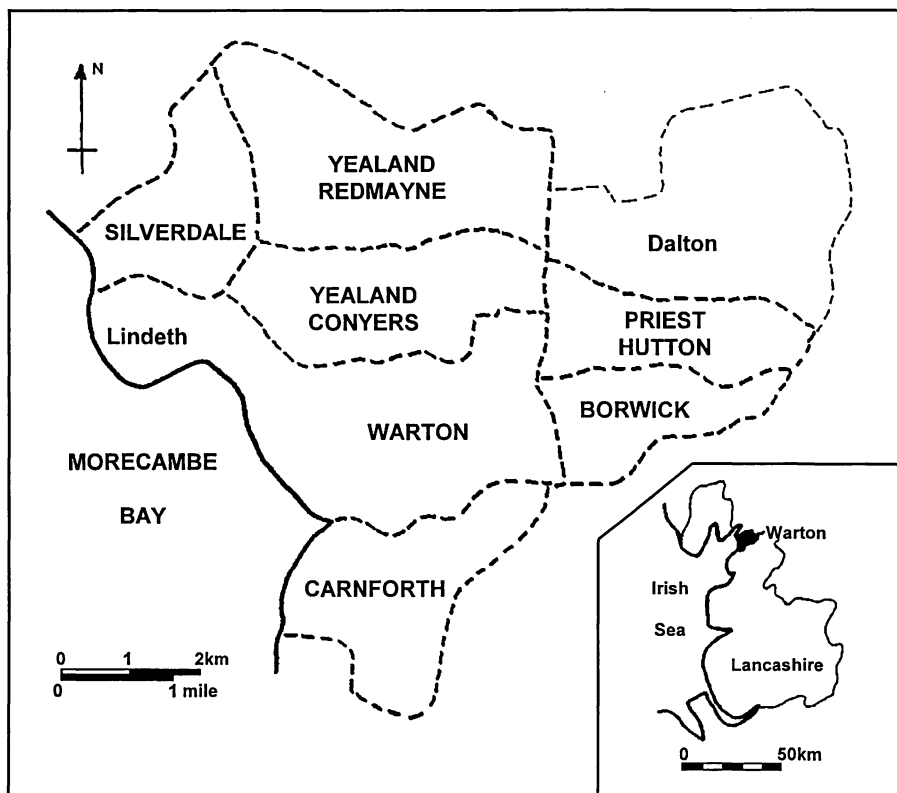 N
YEALAND
REDMAYNE
SILVERDALE
Dalton
YEALAND
CONYERS
Lindeth
PRIEST
HUTTON
BORWICK
WARTON
MORECAMBE
BAY
CARNFORTH
0 1 2km
0 1 mile
Warton
Irish
Sea
Lancashire
0 50km